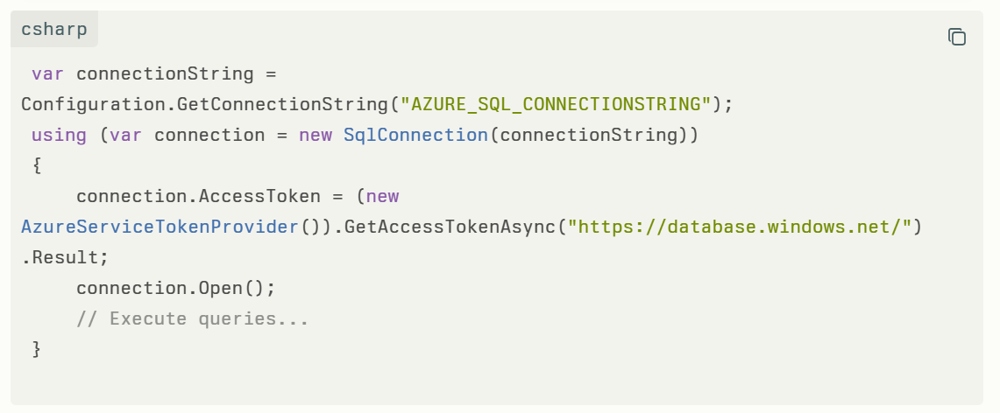 csharp
var connectionString =
Configuration.GetConnectionString("AZURE_SQL_CONNECTIONSTRING");
using (var connection = new SqlConnection(connectionString))
{
connection.AccessToken = (new
AzureServiceTokenProvider()).GetAccessTokenAsync("https://database.windows.net/")
.Result;
connection.Open();
// Execute queries...
}